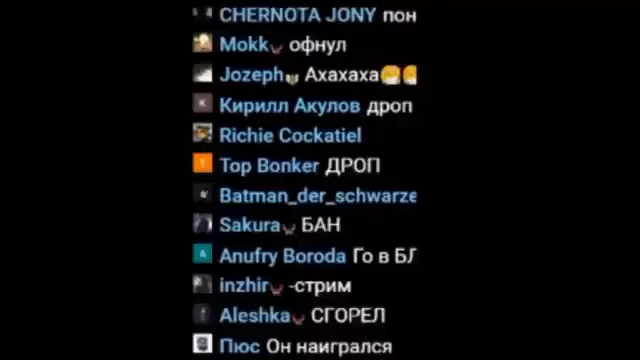 CHERNOTA JONY пон
Mokk офнул
Jozeph Ахахаха
К Кирилл Акулов дроп
Richie Cockatiel
T Top Bonker ДРОП
Batman_der_schwarze
Sakura БАН
A Anufry Boroda Го в БЛ
inzhir -стрим
Aleshka СГОРЕЛ
Пюс Он наигрался